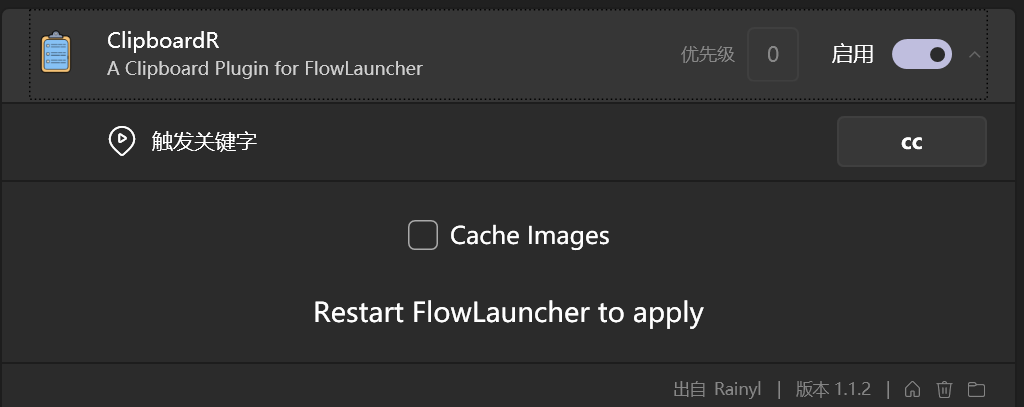 ClipboardR
A Clipboard Plugin for FlowLauncher
优先级 0 启用
触发关键字 cc
Cache Images
Restart FlowLauncher to apply
出自 Rainyl | 版本 1.1.2 |